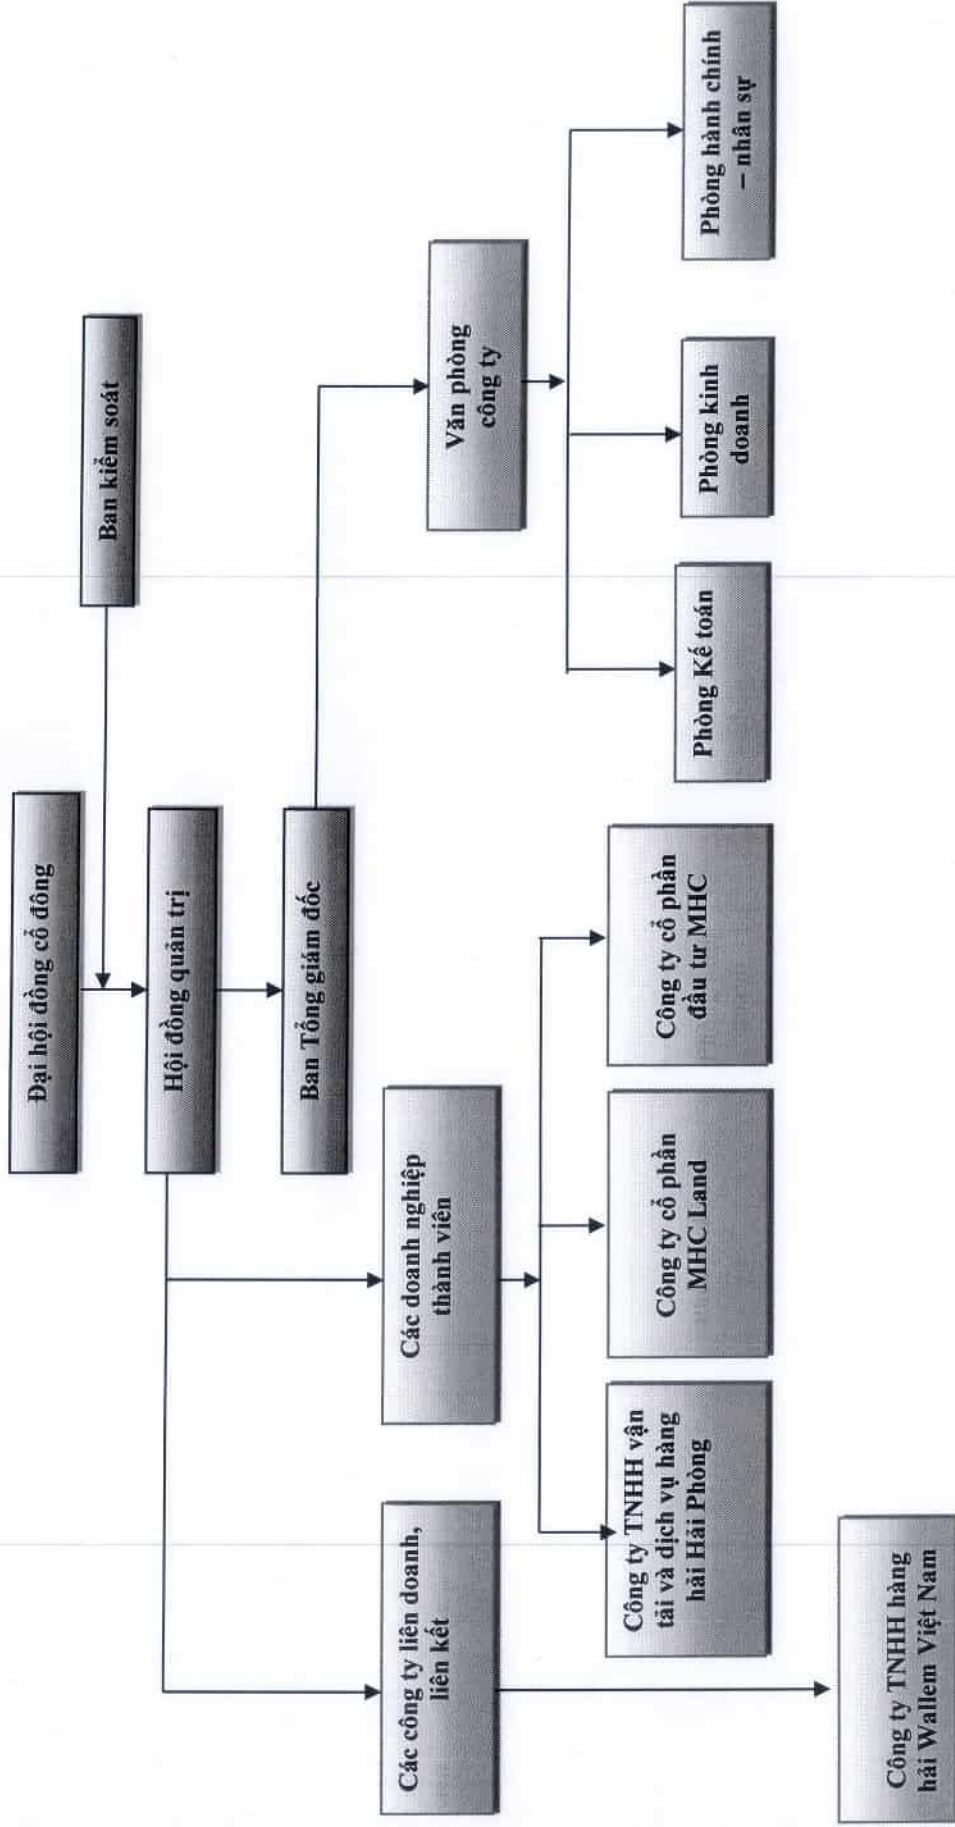 Đại hội đồng cổ đông
Ban kiểm soát
Hội đồng quản trị
Ban Tổng giám đốc
Các công ty liên doanh,
liên kết
Các doanh nghiệp
thành viên
Văn phòng
công ty
Công ty TNHH vận
tải và dịch vụ hàng
hải Hải Phòng
Công ty cổ phần
MHC Land
Công ty cổ phần
đầu tư MHC
Phòng Kế toán
Phòng kinh
doanh
Phòng hành chính
– nhân sự
Công ty TNHH hàng
hải Wallem Việt Nam